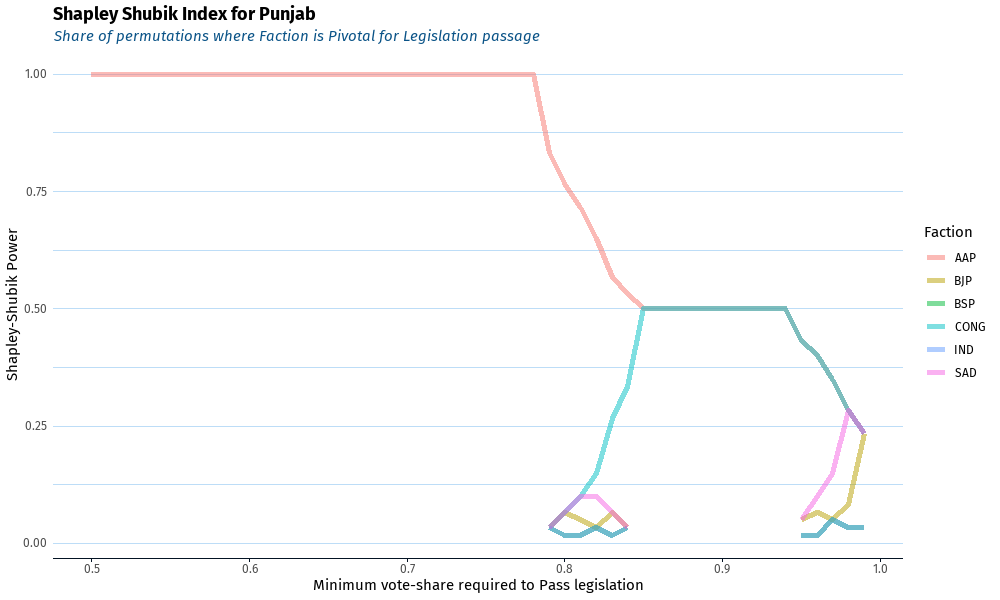 Shapley Shubik Index for Punjab
Share of permutations where Faction is Pivotal for Legislation passage
Shapley-Shubik Power
1.00
0.75
0.50
0.25
0.00
0.5 0.6 0.7 0.8 0.9 1.0
Minimum vote-share required to Pass legislation
Faction
AAP
BJP
BSP
CONG
IND
SAD